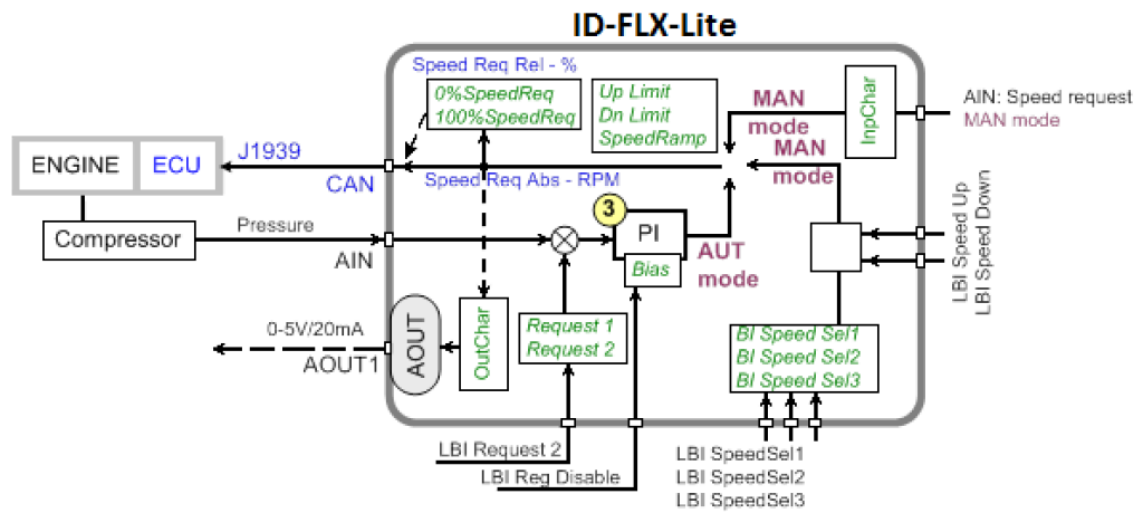 ID-FLX-Lite
Speed Req Rel - %
0%SpeedReq
100%SpeedReq
Up Limit
Dn Limit
SpeedRamp
MAN
mode
InpChar
AIN: Speed request
MAN mode
MAN
mode
ENGINE
ECU
J1939
CAN
Speed Req Abs - RPM
3
PI
Bias
AUT
mode
Compressor
Pressure
AIN
LBI Speed Up
LBI Speed Down
0-5V/20mA
AOUT1
AOUT
OutChar
Request 1
Request 2
BI Speed Sel1
BI Speed Sel2
BI Speed Sel3
LBI Request 2
LBI Reg Disable
LBI SpeedSel1
LBI SpeedSel2
LBI SpeedSel3